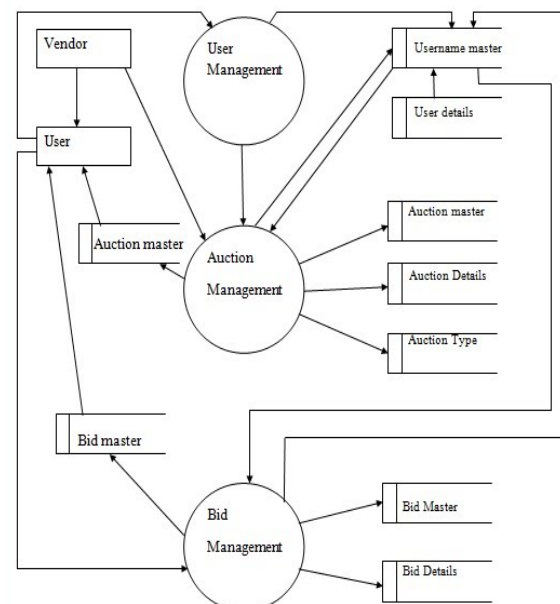 Vendor
User
Management
Username master
User details
User
Auction master
Auction
Management
Auction master
Auction Details
Auction Type
Bid master
Bid
Management
Bid Master
Bid Details